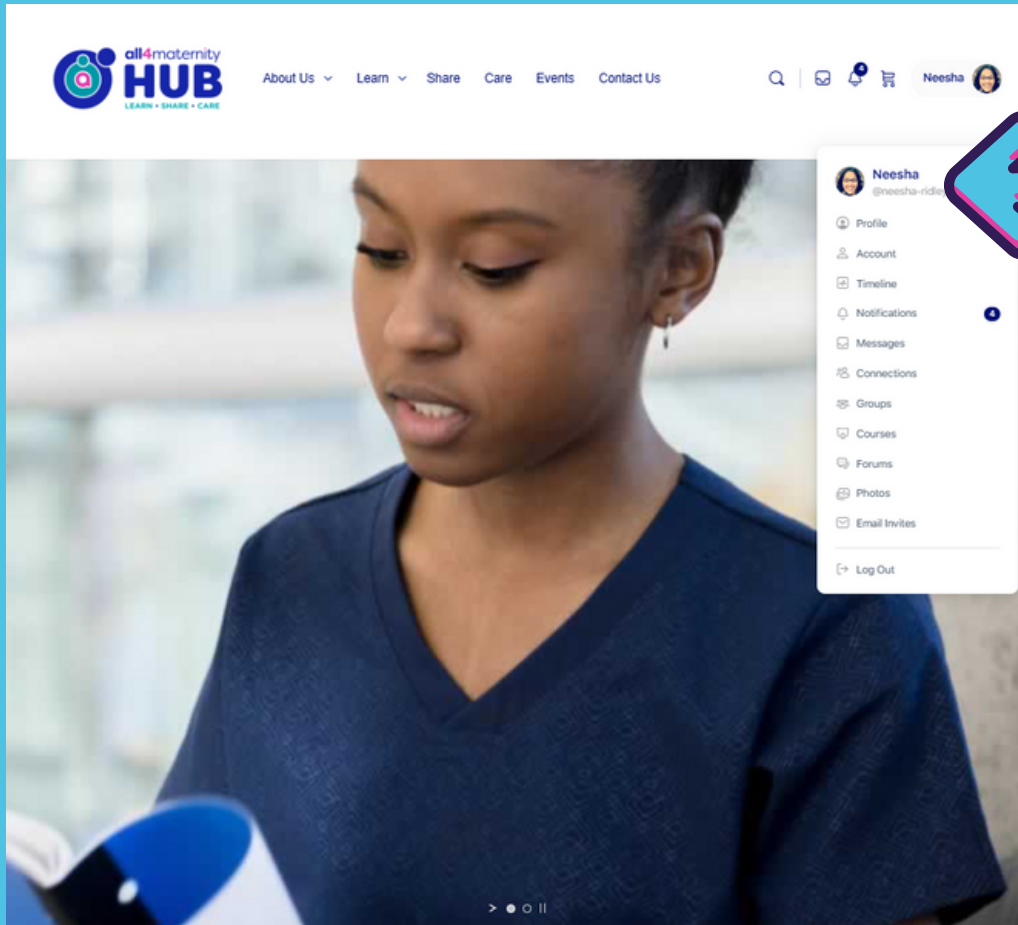 all4maternity
HUB
LEARN • SHARE • CARE
About Us
Learn
Share
Care
Events
Contact Us
4
Neesha
Neesha
Profile
Account
Timeline
Notifications 4
Messages
Connections
Groups
Courses
Forums
Photos
Email Invites
Log Out